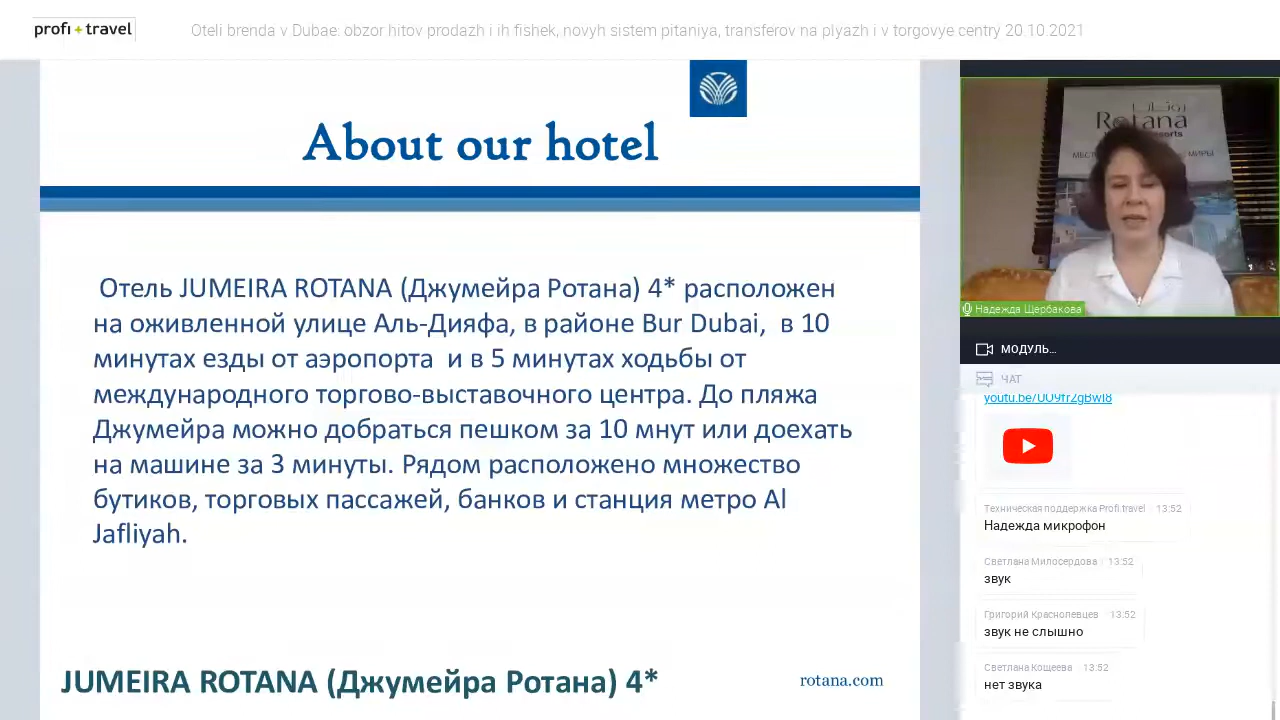 profi + travel
Oteli brenda v Dubae: obzor hitov prodazh i ih fishek, novyh sistem pitaniya, transferov na plyazh i v torgovye centry 20.10.2021
About our hotel
Отель JUMEIRA ROTANA (Джумейра Ротана) 4* расположен
на оживленной улице Аль-Дияфа, в районе Bur Dubai, в 10
минутах езды от аэропорта и в 5 минутах ходьбы от
международного торгово-выставочного центра. До пляжа
Джумейра можно добраться пешком за 10 мнут или доехать
на машине за 3 минуты. Рядом расположено множество
бутиков, торговых пассажей, банков и станция метро Al
Jafliyah.
JUMEIRA ROTANA (Джумейра Ротана) 4*
rotana.com
روتانا
Rotana
МИРЫ
Надежда Щербакова
МОДУЛЬ...
ЧАТ
Техническая поддержка Profi.travel 13:52
Надежда микрофон
Светлана Милосердова 13:52
звук
Григорий Краснопевцев 13:52
звук не слышно
Светлана Кощеева 13:52
нет звука